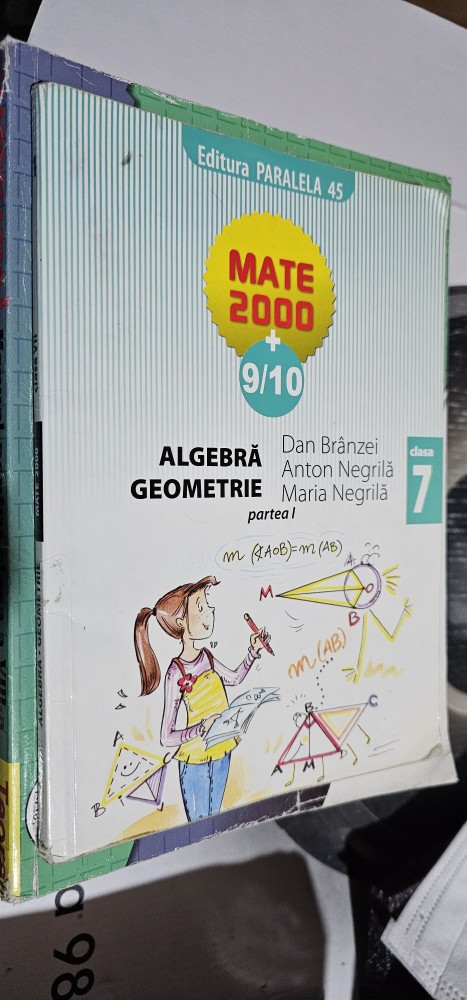 Editura PARALELA 45
MATE
2000
+
9/10
ALGEBRĂ
GEOMETRIE
Dan Brânzei
Anton Negrilă
Maria Negrilă
partea I
clasa
7
m(∢AOB)=m(AB)
M
A
O
B
m(AB)
A
B
C
B
C
A
M
MATE 2000
ALGEBRĂ • GEOMETRIE
98